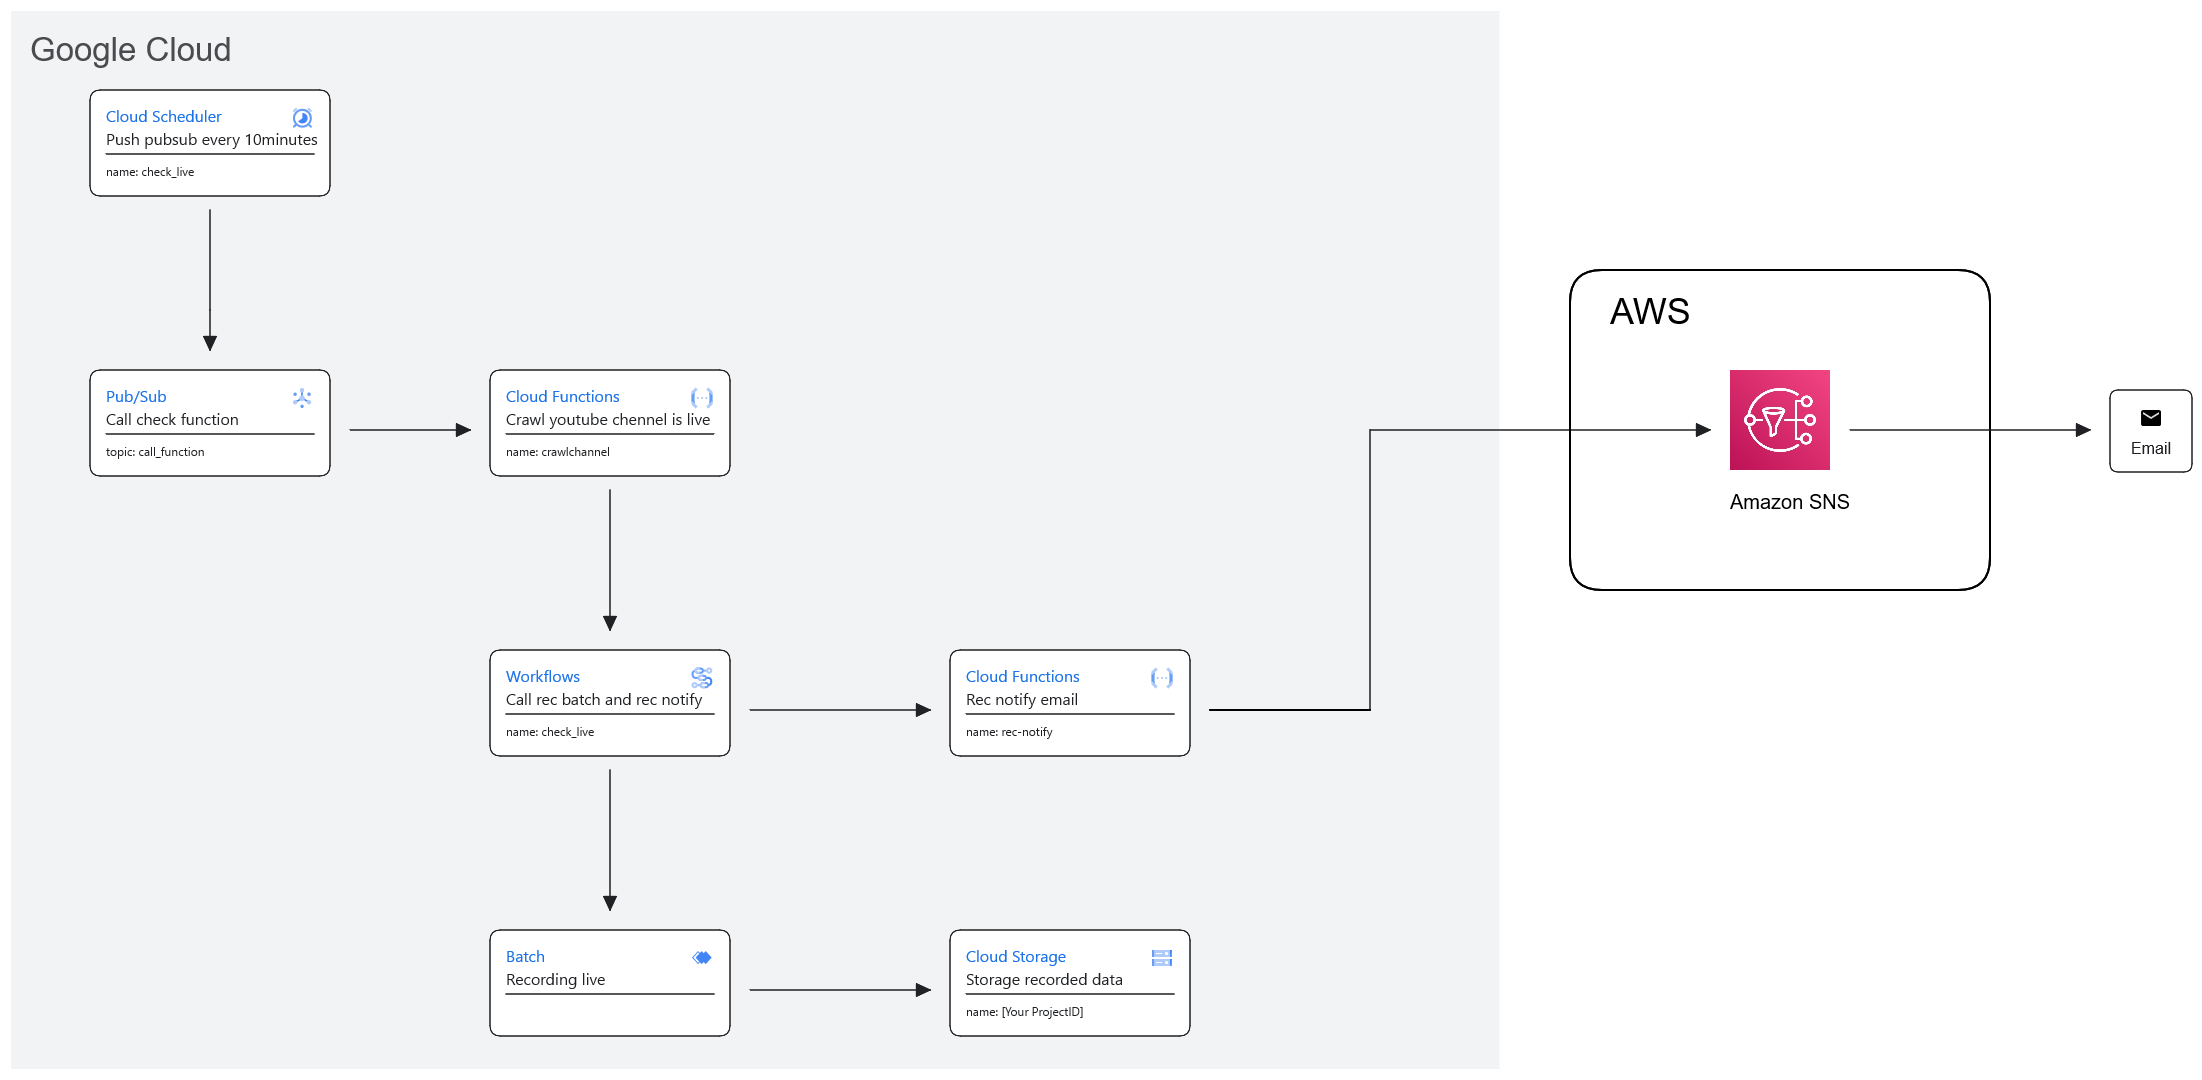 Google Cloud
Cloud Scheduler
Push pubsub every 10minutes
name: check_live
Pub/Sub
Call check function
topic: call_function
Cloud Functions
Crawl youtube chennel is live
name: crawlchannel
Workflows
Call rec batch and rec notify
name: check_live
Cloud Functions
Rec notify email
name: rec-notify
Batch
Recording live
Cloud Storage
Storage recorded data
name: [Your ProjectID]
AWS
Amazon SNS
Email